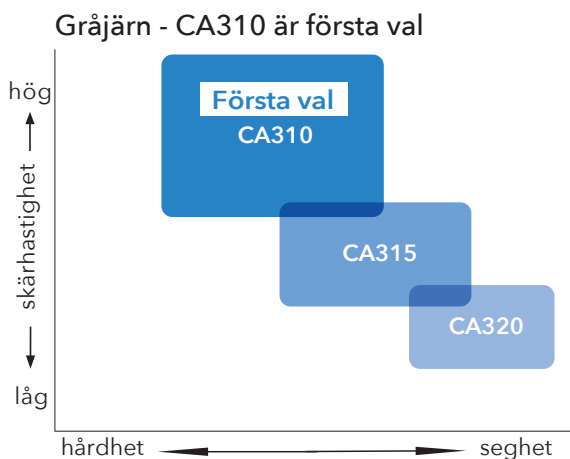 Gråjärn - CA310 är första val
hög
skärhastighet
låg
Första val
CA310
CA315
CA320
hårdhet
seghet